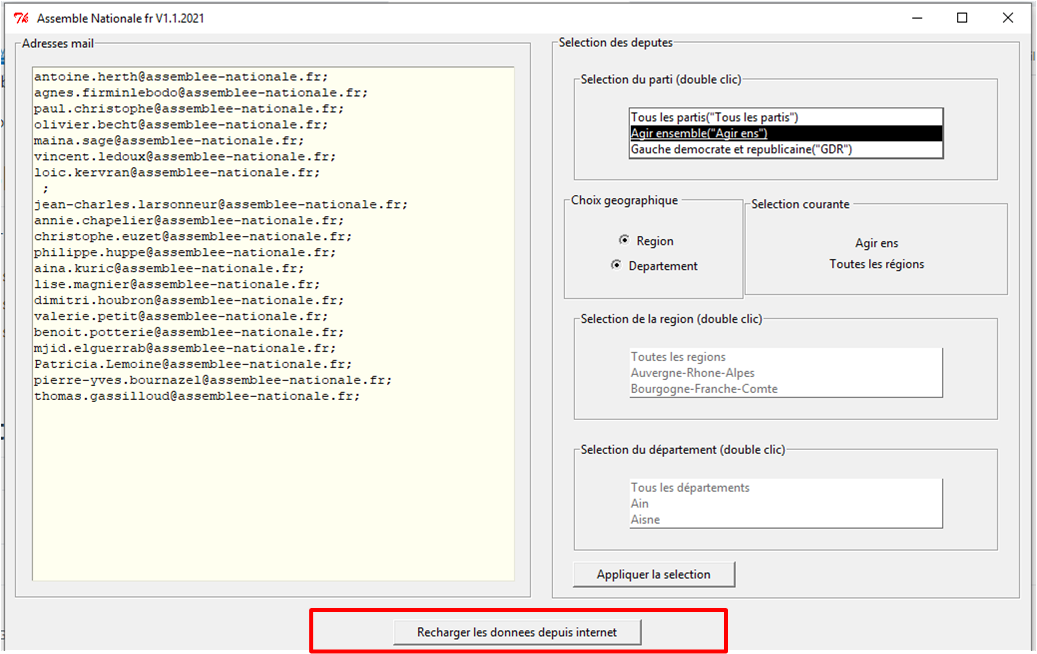 Assemble Nationale fr V1.1.2021
Adresses mail
antoine.herth@assemblee-nationale.fr;
agnes.firminlebodo@assemblee-nationale.fr;
paul.christophe@assemblee-nationale.fr;
olivier.becht@assemblee-nationale.fr;
maina.sage@assemblee-nationale.fr;
vincent.ledoux@assemblee-nationale.fr;
loic.kervran@assemblee-nationale.fr;
;
jean-charles.larsonneur@assemblee-nationale.fr;
annie.chapelier@assemblee-nationale.fr;
christophe.euzet@assemblee-nationale.fr;
philippe.huppe@assemblee-nationale.fr;
aina.kuric@assemblee-nationale.fr;
lise.magnier@assemblee-nationale.fr;
dimitri.houbron@assemblee-nationale.fr;
valerie.petit@assemblee-nationale.fr;
benoit.potterie@assemblee-nationale.fr;
mjid.elguerrab@assemblee-nationale.fr;
Patricia.Lemoine@assemblee-nationale.fr;
pierre-yves.bournazel@assemblee-nationale.fr;
thomas.gassilloud@assemblee-nationale.fr;
Selection des deputes
Selection du parti (double clic)
Tous les partis("Tous les partis")
Agir ensemble("Agir ens")
Gauche democrate et republicaine("GDR")
Choix geographique
Region
Departement
Selection courante
Agir ens
Toutes les régions
Selection de la region (double clic)
Toutes les regions
Auvergne-Rhone-Alpes
Bourgogne-Franche-Comte
Selection du département (double clic)
Tous les départements
Ain
Aisne
Appliquer la selection
Recharger les donnees depuis internet